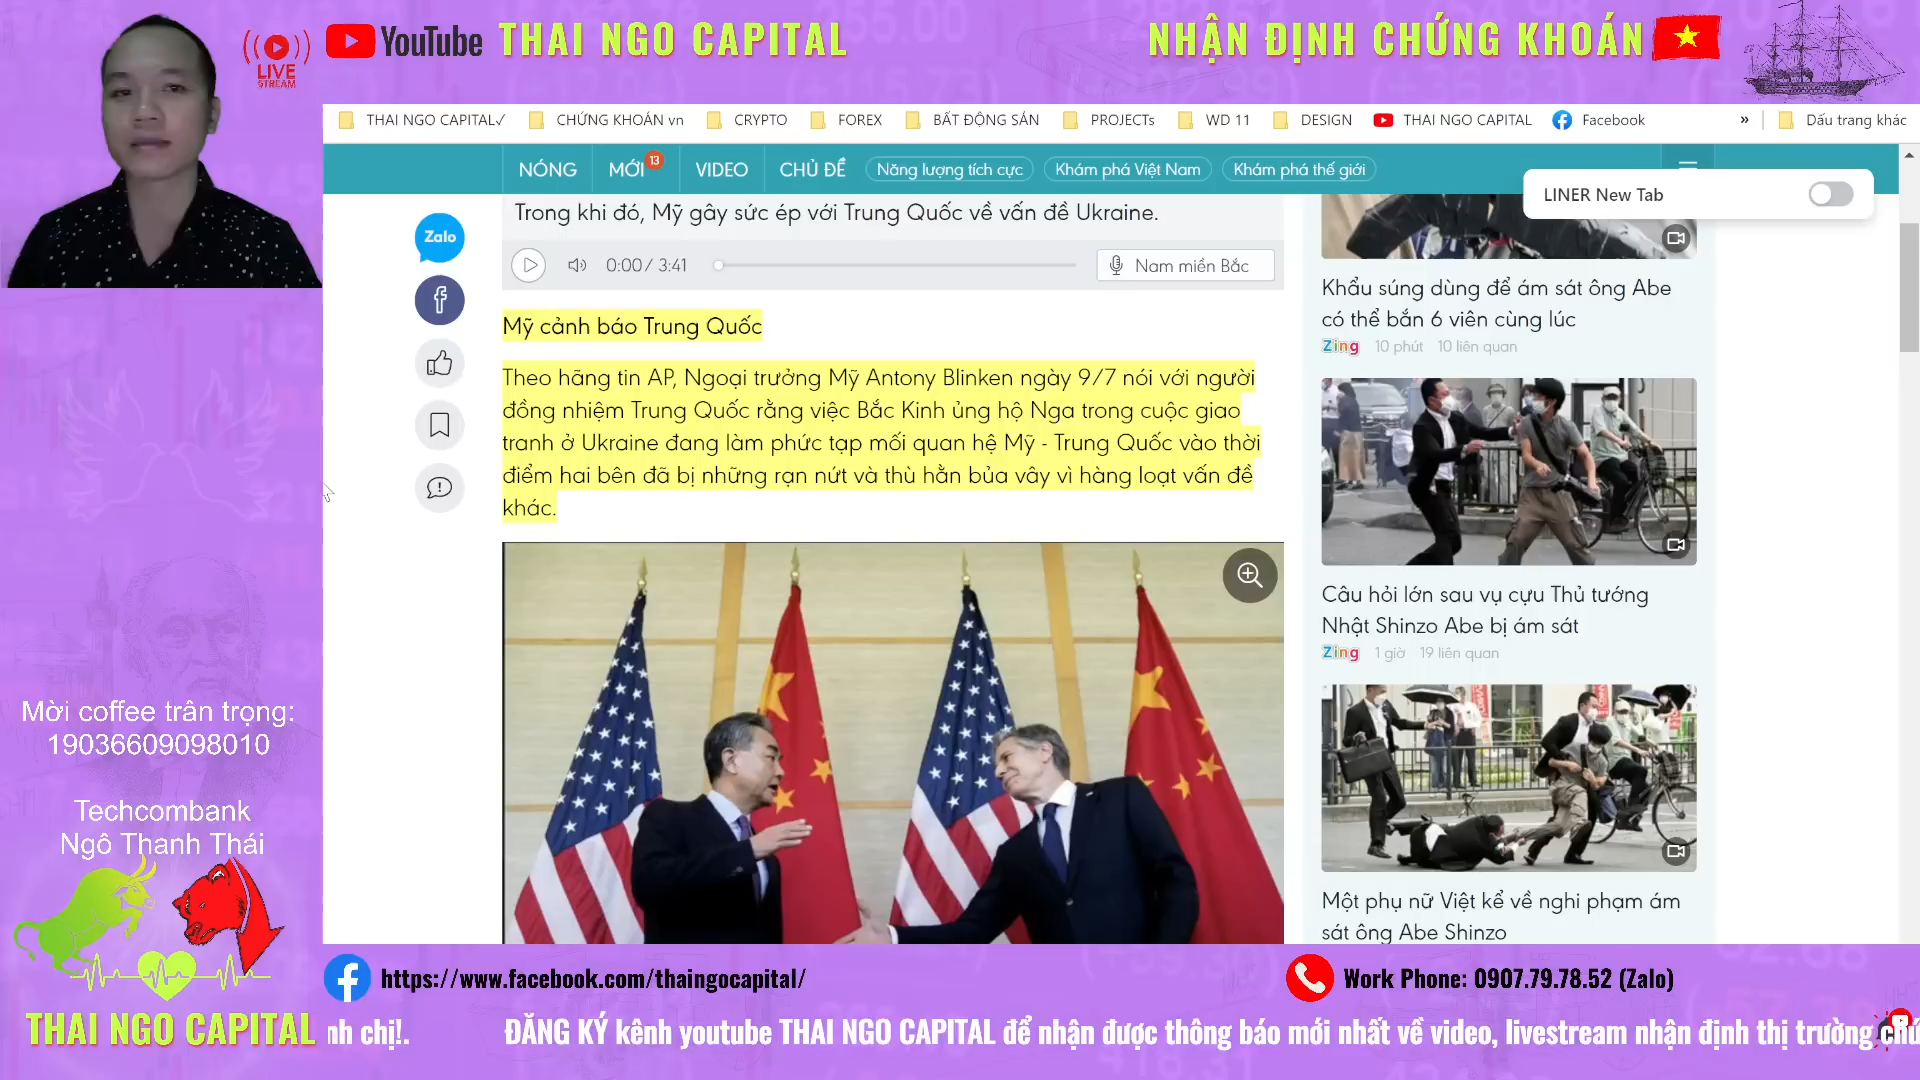 LIVE
STREAM
YouTube THAI NGO CAPITAL
NHẬN ĐỊNH CHỨNG KHOÁN
THAI NGO CAPITAL✓ CHỨNG KHOÁN vn CRYPTO FOREX BẤT ĐỘNG SẢN PROJECTs WD 11 DESIGN THAI NGO CAPITAL Facebook » Dấu trang khác
NÓNG MỚI 13 VIDEO CHỦ ĐỀ Năng lượng tích cực Khám phá Việt Nam Khám phá thế giới
LINER New Tab
Trong khi đó, Mỹ gây sức ép với Trung Quốc về vấn đề Ukraine.
Zalo
0:00 / 3:41 Nam miền Bắc
Mỹ cảnh báo Trung Quốc
Theo hãng tin AP, Ngoại trưởng Mỹ Antony Blinken ngày 9/7 nói với người
đồng nhiệm Trung Quốc rằng việc Bắc Kinh ủng hộ Nga trong cuộc giao
tranh ở Ukraine đang làm phức tạp mối quan hệ Mỹ - Trung Quốc vào thời
điểm hai bên đã bị những rạn nứt và thù hằn bủa vây vì hàng loạt vấn đề
khác.
Khẩu súng dùng để ám sát ông Abe
có thể bắn 6 viên cùng lúc
Zing 10 phút 10 liên quan
Câu hỏi lớn sau vụ cựu Thủ tướng
Nhật Shinzo Abe bị ám sát
Zing 1 giờ 19 liên quan
Một phụ nữ Việt kể về nghi phạm ám
sát ông Abe Shinzo
Mời coffee trân trọng:
19036609098010
Techcombank
Ngô Thanh Thái
THAI NGO CAPITAL
https://www.facebook.com/thaingocapital/
Work Phone: 0907.79.78.52 (Zalo)
nh chị!. ĐĂNG KÝ kênh youtube THAI NGO CAPITAL để nhận được thông báo mới nhất về video, livestream nhận định thị trường chứ